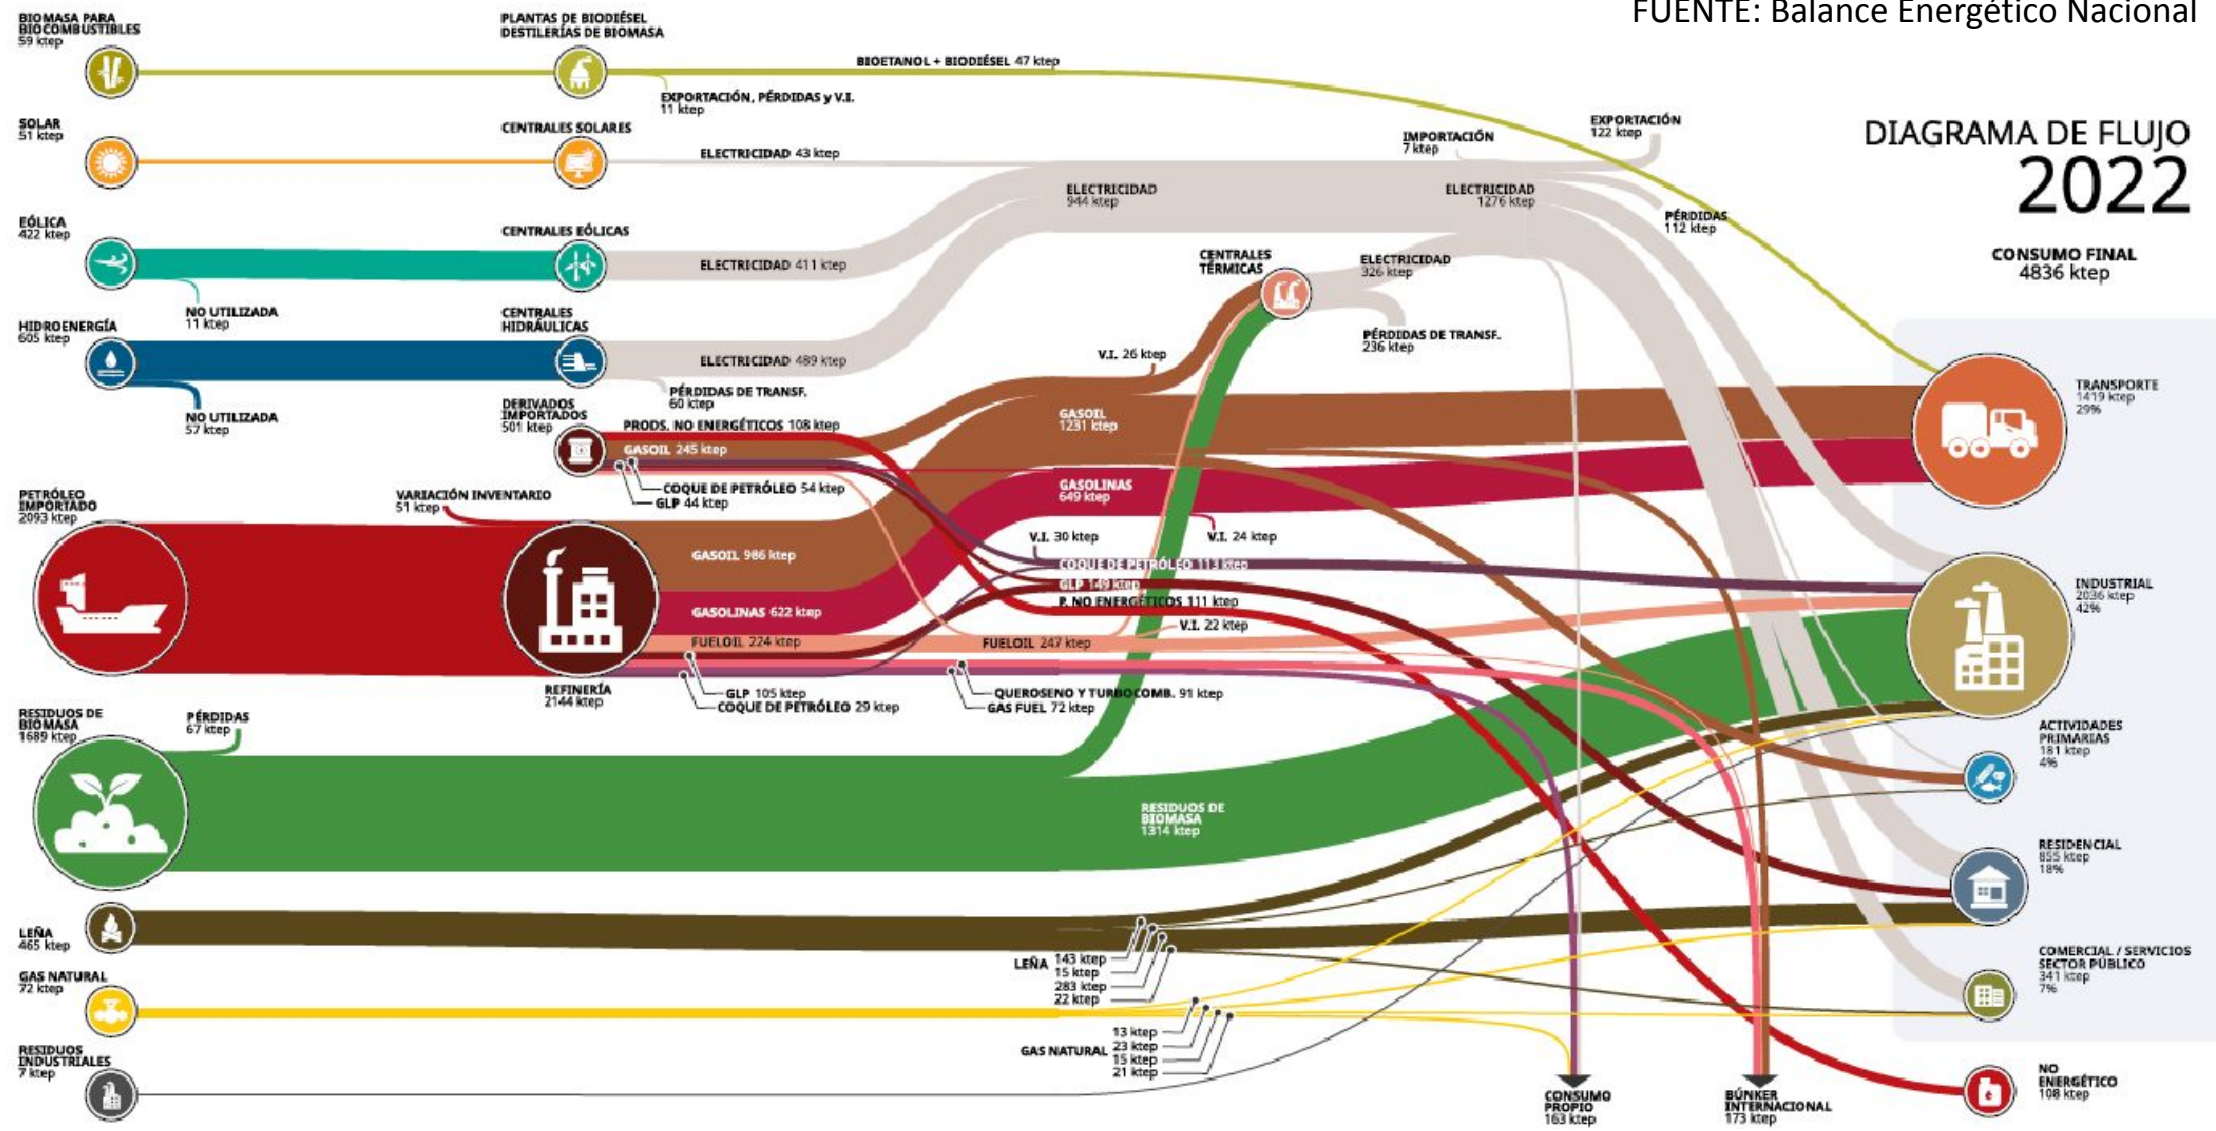 FUENTE: Balance Energético Nacional
BIOMASA PARA
BIOCOMBUSTIBLES
59 ktep
PLANTAS DE BIODIÉSEL
DESTILERÍAS DE BIOMASA
BIOETANOL + BIODIÉSEL 47 ktep
EXPORTACIÓN, PÉRDIDAS y V.I.
11 ktep
SOLAR
51 ktep
CENTRALES SOLARES
ELECTRICIDAD 43 ktep
IMPORTACIÓN
7 ktep
EXPORTACIÓN
122 ktep
DIAGRAMA DE FLUJO
2022
CONSUMO FINAL
4836 ktep
ELECTRICIDAD
944 ktep
ELECTRICIDAD
1276 ktep
PÉRDIDAS
112 ktep
EÓLICA
422 ktep
CENTRALES EÓLICAS
ELECTRICIDAD 411 ktep
NO UTILIZADA
11 ktep
CENTRALES
TÉRMICAS
ELECTRICIDAD
326 ktep
PÉRDIDAS DE TRANSF.
236 ktep
HIDROENERGÍA
605 ktep
CENTRALES
HIDRÁULICAS
ELECTRICIDAD 489 ktep
PÉRDIDAS DE TRANSF.
60 ktep
NO UTILIZADA
57 ktep
V.I. 26 ktep
DERIVADOS
IMPORTADOS
501 ktep
PRODS. NO ENERGÉTICOS 108 ktep
GASOIL 245 ktep
COQUE DE PETRÓLEO 54 ktep
GLP 44 ktep
GASOIL
1231 ktep
GASOLINAS
649 ktep
TRANSPORTE
1419 ktep
29%
PETRÓLEO
IMPORTADO
2093 ktep
VARIACIÓN INVENTARIO
51 ktep
GASOIL 986 ktep
GASOLINAS 622 ktep
FUELOIL 224 ktep
V.I. 30 ktep
V.I. 24 ktep
COQUE DE PETRÓLEO 113 ktep
GLP 149 ktep
P. NO ENERGÉTICOS 111 ktep
V.I. 22 ktep
FUELOIL 247 ktep
INDUSTRIAL
2036 ktep
42%
REFINERÍA
2144 ktep
GLP 105 ktep
COQUE DE PETRÓLEO 29 ktep
QUEROSENO Y TURBOCOMB. 91 ktep
GAS FUEL 72 ktep
RESIDUOS DE
BIOMASA
1689 ktep
PÉRDIDAS
67 ktep
RESIDUOS DE
BIOMASA
1314 ktep
ACTIVIDADES
PRIMARIAS
181 ktep
4%
RESIDENCIAL
855 ktep
18%
LEÑA
465 ktep
LEÑA
143 ktep
15 ktep
283 ktep
22 ktep
COMERCIAL / SERVICIOS
SECTOR PÚBLICO
341 ktep
7%
GAS NATURAL
72 ktep
GAS NATURAL
13 ktep
23 ktep
15 ktep
21 ktep
RESIDUOS
INDUSTRIALES
7 ktep
CONSUMO
PROPIO
163 ktep
BÚNKER
INTERNACIONAL
173 ktep
NO
ENERGÉTICO
108 ktep